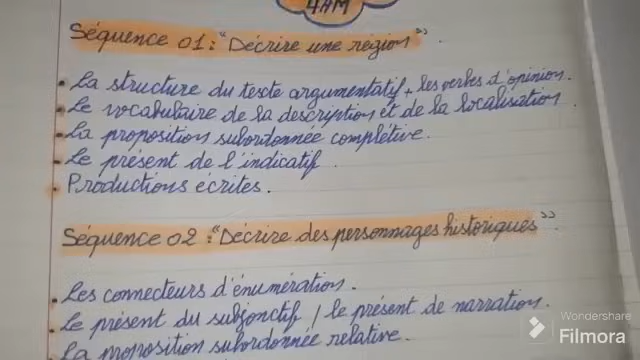 4AM
Séquence 01 : "Décrire une région".
• La structure du texte argumentatif + les verbes d'opinion.
• Le vocabulaire de la description et de la localisation
• La proposition subordonnée complétive.
• Le présent de l'indicatif.
• Productions écrites.
Séquence 02 : "Décrire des personnages historiques".
• Les connecteurs d'énumération.
• Le présent du subjonctif / le présent de narration.
La proposition subordonnée relative.
Wondershare
Filmora